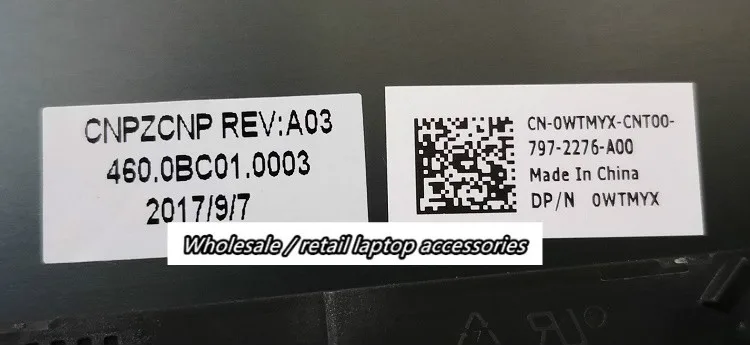 CNPZCNP REV:A03
460.0BC01.0003
2017/9/7
CN-0WTMYX-CNT00-
797-2276-A00
Made In China
DP/N 0WTMYX
Wholesale / retail laptop accessories